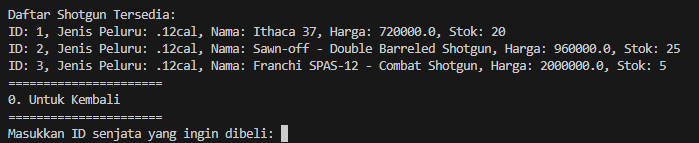 Daftar Shotgun Tersedia:
ID: 1, Jenis Peluru: .12cal, Nama: Ithaca 37, Harga: 720000.0, Stok: 20
ID: 2, Jenis Peluru: .12cal, Nama: Sawn-off - Double Barreled Shotgun, Harga: 960000.0, Stok: 25
ID: 3, Jenis Peluru: .12cal, Nama: Franchi SPAS-12 - Combat Shotgun, Harga: 2000000.0, Stok: 5
======================
0. Untuk Kembali
======================
Masukkan ID senjata yang ingin dibeli: